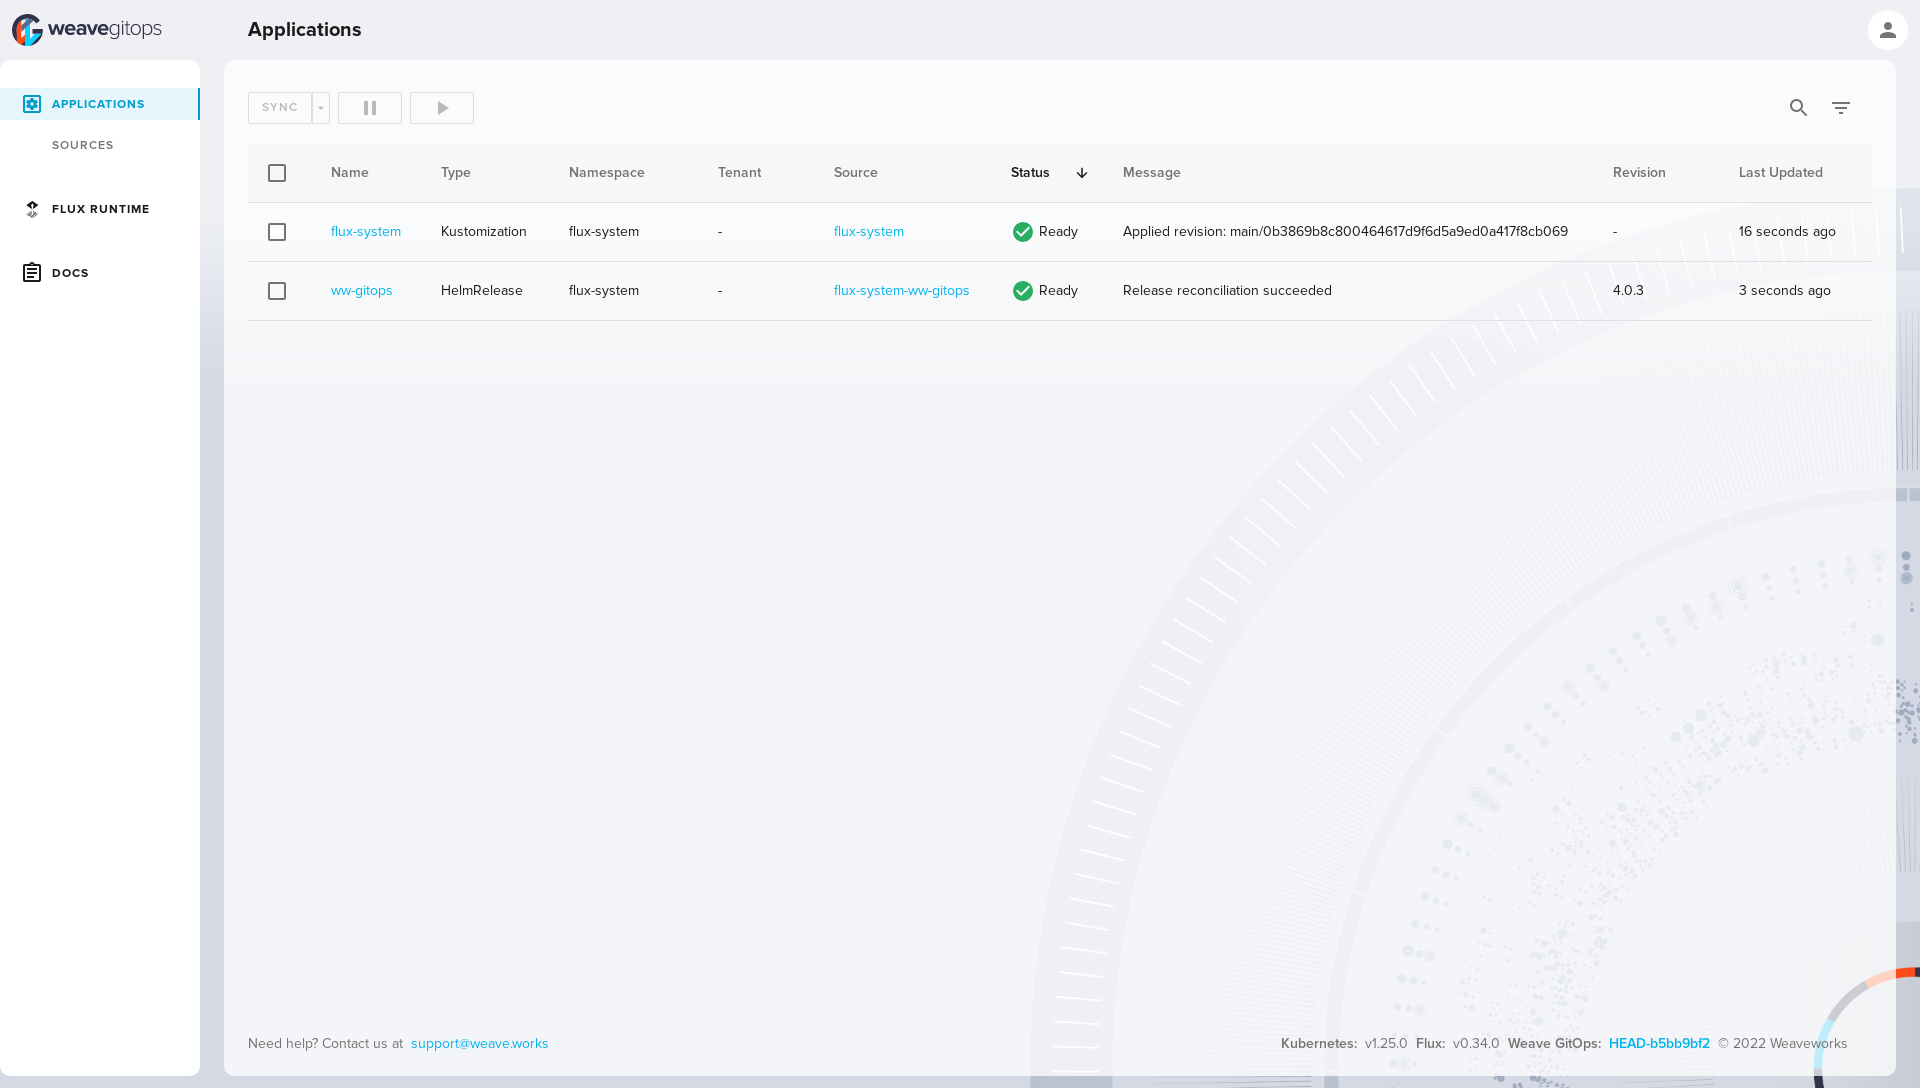 weavegitops
Applications
APPLICATIONS
SOURCES
FLUX RUNTIME
DOCS
SYNC
Name Type Namespace Tenant Source Status Message Revision Last Updated
flux-system Kustomization flux-system - flux-system Ready Applied revision: main/0b3869b8c800464617d9f6d5a9ed0a417f8cb069 - 16 seconds ago
ww-gitops HelmRelease flux-system - flux-system-ww-gitops Ready Release reconciliation succeeded 4.0.3 3 seconds ago
Need help? Contact us at support@weave.works
Kubernetes: v1.25.0 Flux: v0.34.0 Weave GitOps: HEAD-b5bb9bf2 © 2022 Weaveworks